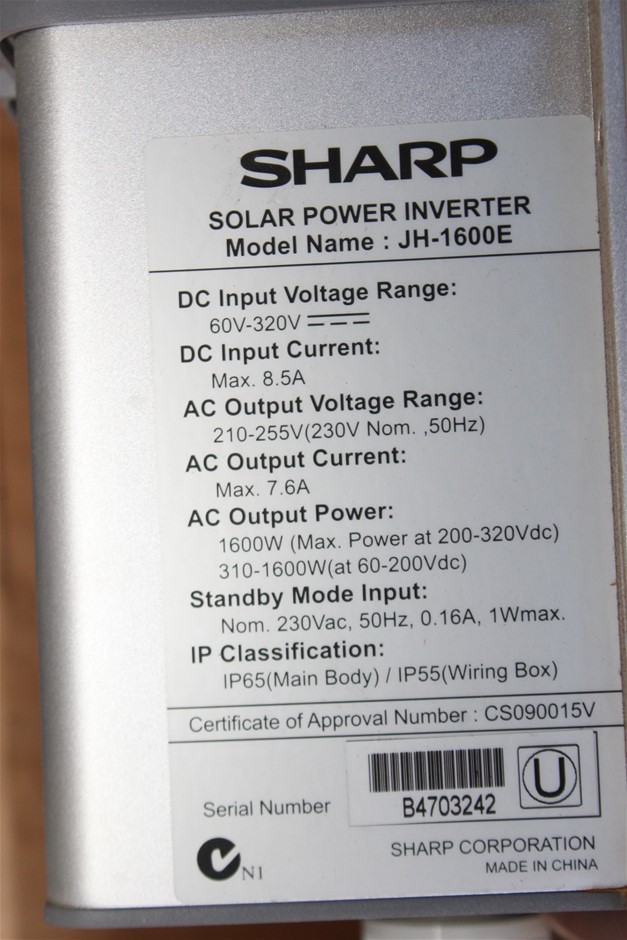 SHARP
SOLAR POWER INVERTER
Model Name : JH-1600E
DC Input Voltage Range:
60V-320V
DC Input Current:
Max. 8.5A
AC Output Voltage Range:
210-255V(230V Nom. ,50Hz)
AC Output Current:
Max. 7.6A
AC Output Power:
1600W (Max. Power at 200-320Vdc)
310-1600W(at 60-200Vdc)
Standby Mode Input:
Nom. 230Vac, 50Hz, 0.16A, 1Wmax.
IP Classification:
IP65(Main Body) / IP55(Wiring Box)
Certificate of Approval Number : CS090015V
U
Serial Number B4703242
N1
SHARP CORPORATION
MADE IN CHINA